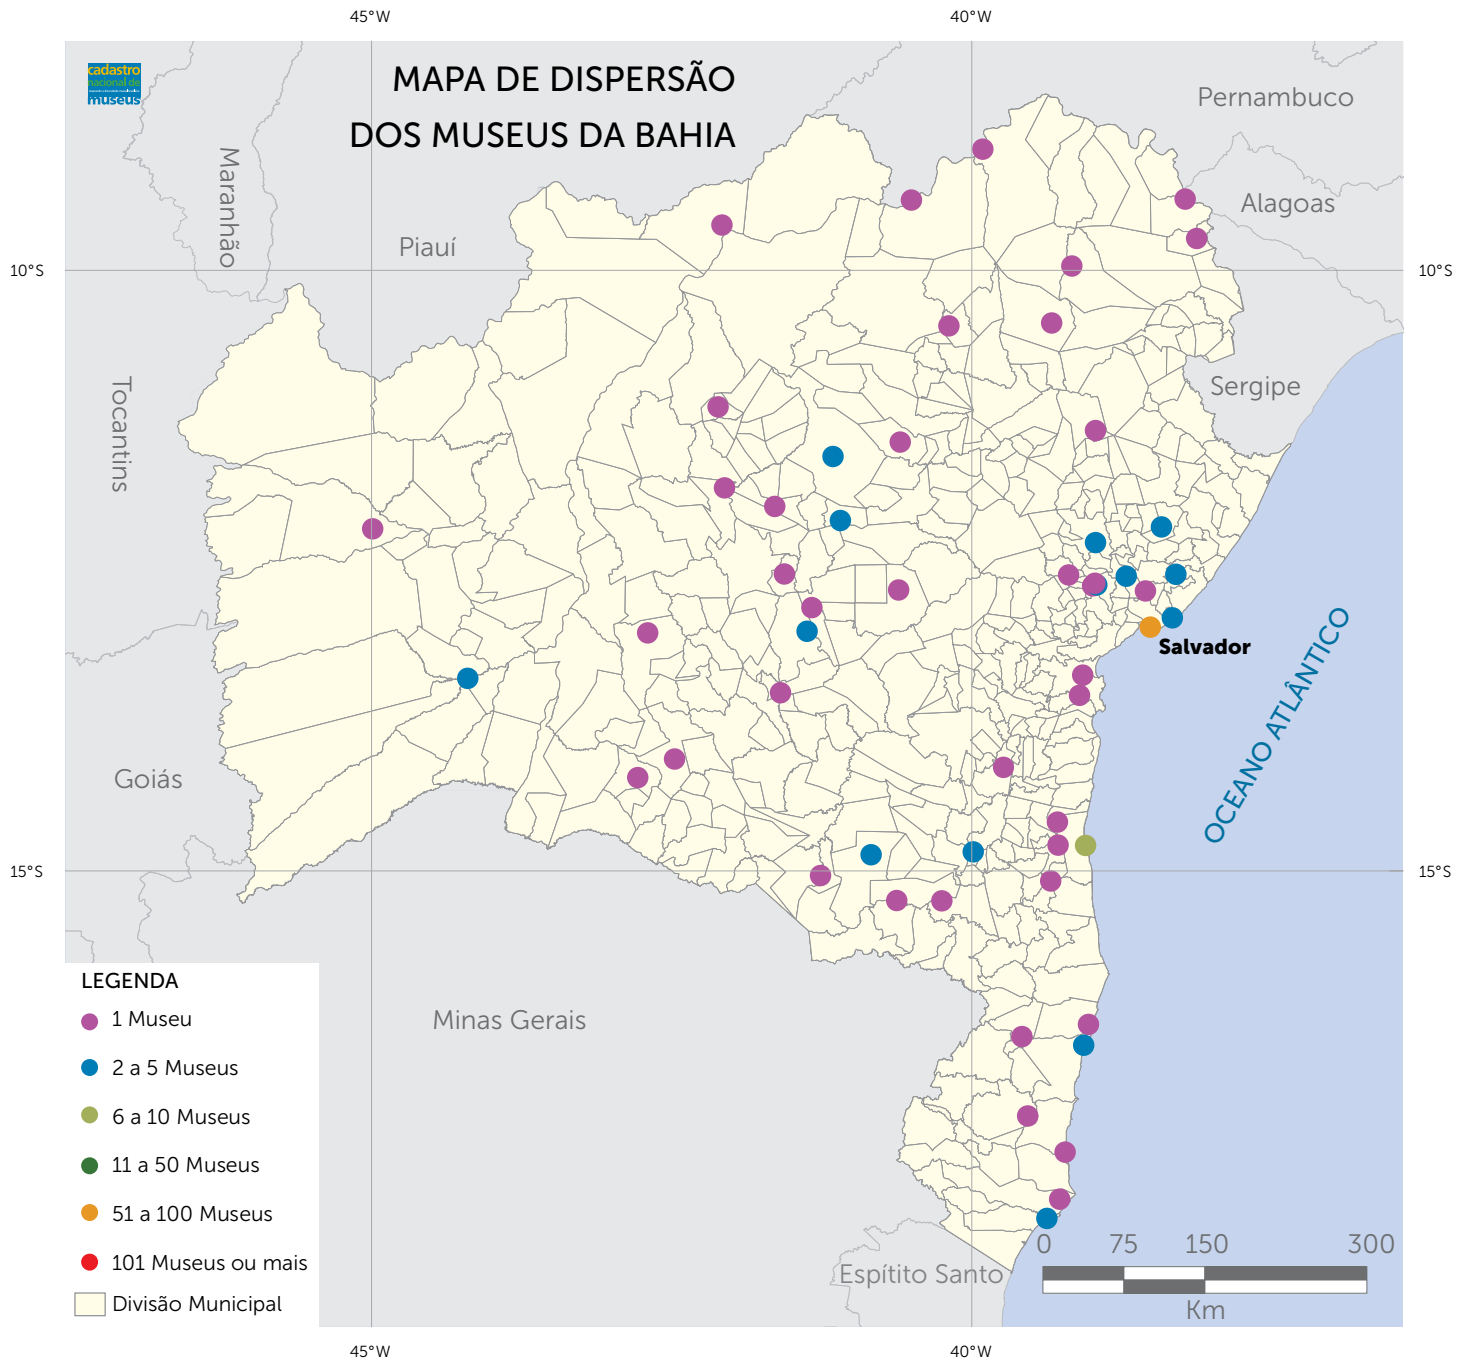 45°W
40°W
cadastro
nacional de
museus
MAPA DE DISPERSÃO
DOS MUSEUS DA BAHIA
Pernambuco
Maranhão
Alagoas
Piauí
10°S
10°S
Tocantins
Sergipe
Salvador
OCEANO ATLÂNTICO
Goiás
15°S
15°S
LEGENDA
1 Museu
2 a 5 Museus
6 a 10 Museus
11 a 50 Museus
51 a 100 Museus
101 Museus ou mais
Divisão Municipal
Minas Gerais
Espítito Santo
0 75 150 300
Km
45°W
40°W